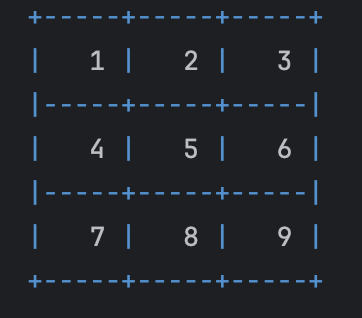 +-----+-----+-----+
|   1 |   2 |   3 |
|-----+-----+-----|
|   4 |   5 |   6 |
|-----+-----+-----|
|   7 |   8 |   9 |
+-----+-----+-----+